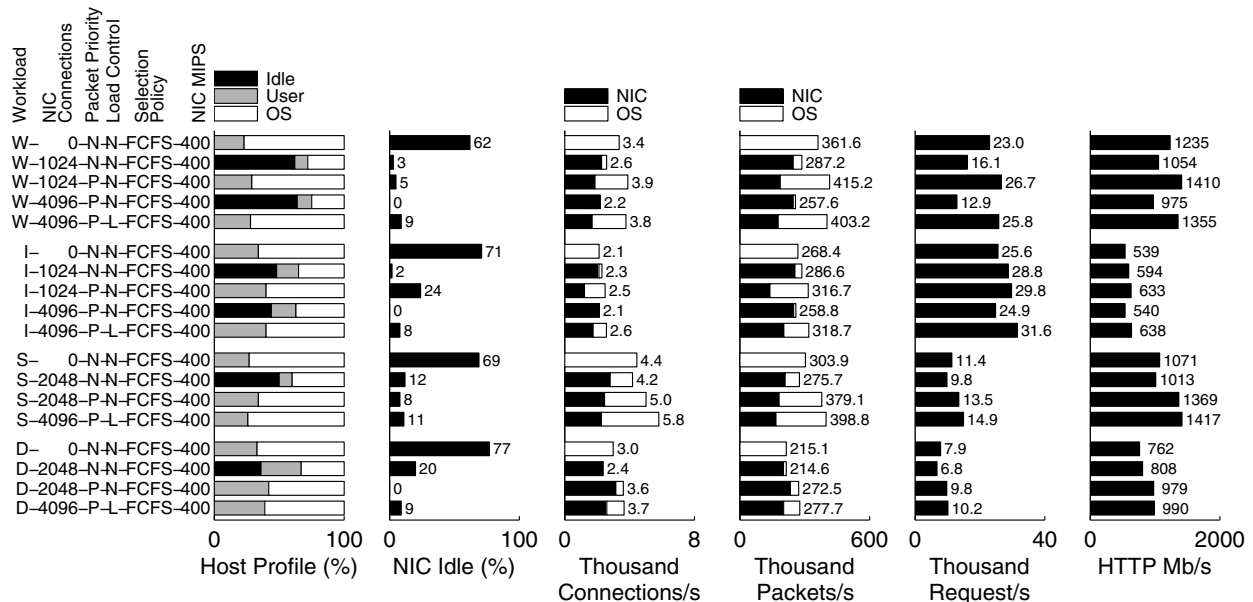 Workload
NIC
Connections
Packet Priority
Load Control
Selection
Policy
NIC MIPS
Idle
User
OS
NIC
OS
NIC
OS
W– 0–N–N–FCFS–400 62 3.4 361.6 23.0 1235
W–1024–N–N–FCFS–400 3 2.6 287.2 16.1 1054
W–1024–P–N–FCFS–400 5 3.9 415.2 26.7 1410
W–4096–P–N–FCFS–400 0 2.2 257.6 12.9 975
W–4096–P–L–FCFS–400 9 3.8 403.2 25.8 1355
I– 0–N–N–FCFS–400 71 2.1 268.4 25.6 539
I–1024–N–N–FCFS–400 2 2.3 286.6 28.8 594
I–1024–P–N–FCFS–400 24 2.5 316.7 29.8 633
I–4096–P–N–FCFS–400 0 2.1 258.8 24.9 540
I–4096–P–L–FCFS–400 8 2.6 318.7 31.6 638
S– 0–N–N–FCFS–400 69 4.4 303.9 11.4 1071
S–2048–N–N–FCFS–400 12 4.2 275.7 9.8 1013
S–2048–P–N–FCFS–400 8 5.0 379.1 13.5 1369
S–4096–P–L–FCFS–400 11 5.8 398.8 14.9 1417
D– 0–N–N–FCFS–400 77 3.0 215.1 7.9 762
D–2048–N–N–FCFS–400 20 2.4 214.6 6.8 808
D–2048–P–N–FCFS–400 0 3.6 272.5 9.8 979
D–4096–P–L–FCFS–400 9 3.7 277.7 10.2 990
0 100
Host Profile (%)
0 100
NIC Idle (%)
0 8
Thousand
Connections/s
0 600
Thousand
Packets/s
0 40
Thousand
Request/s
0 2000
HTTP Mb/s